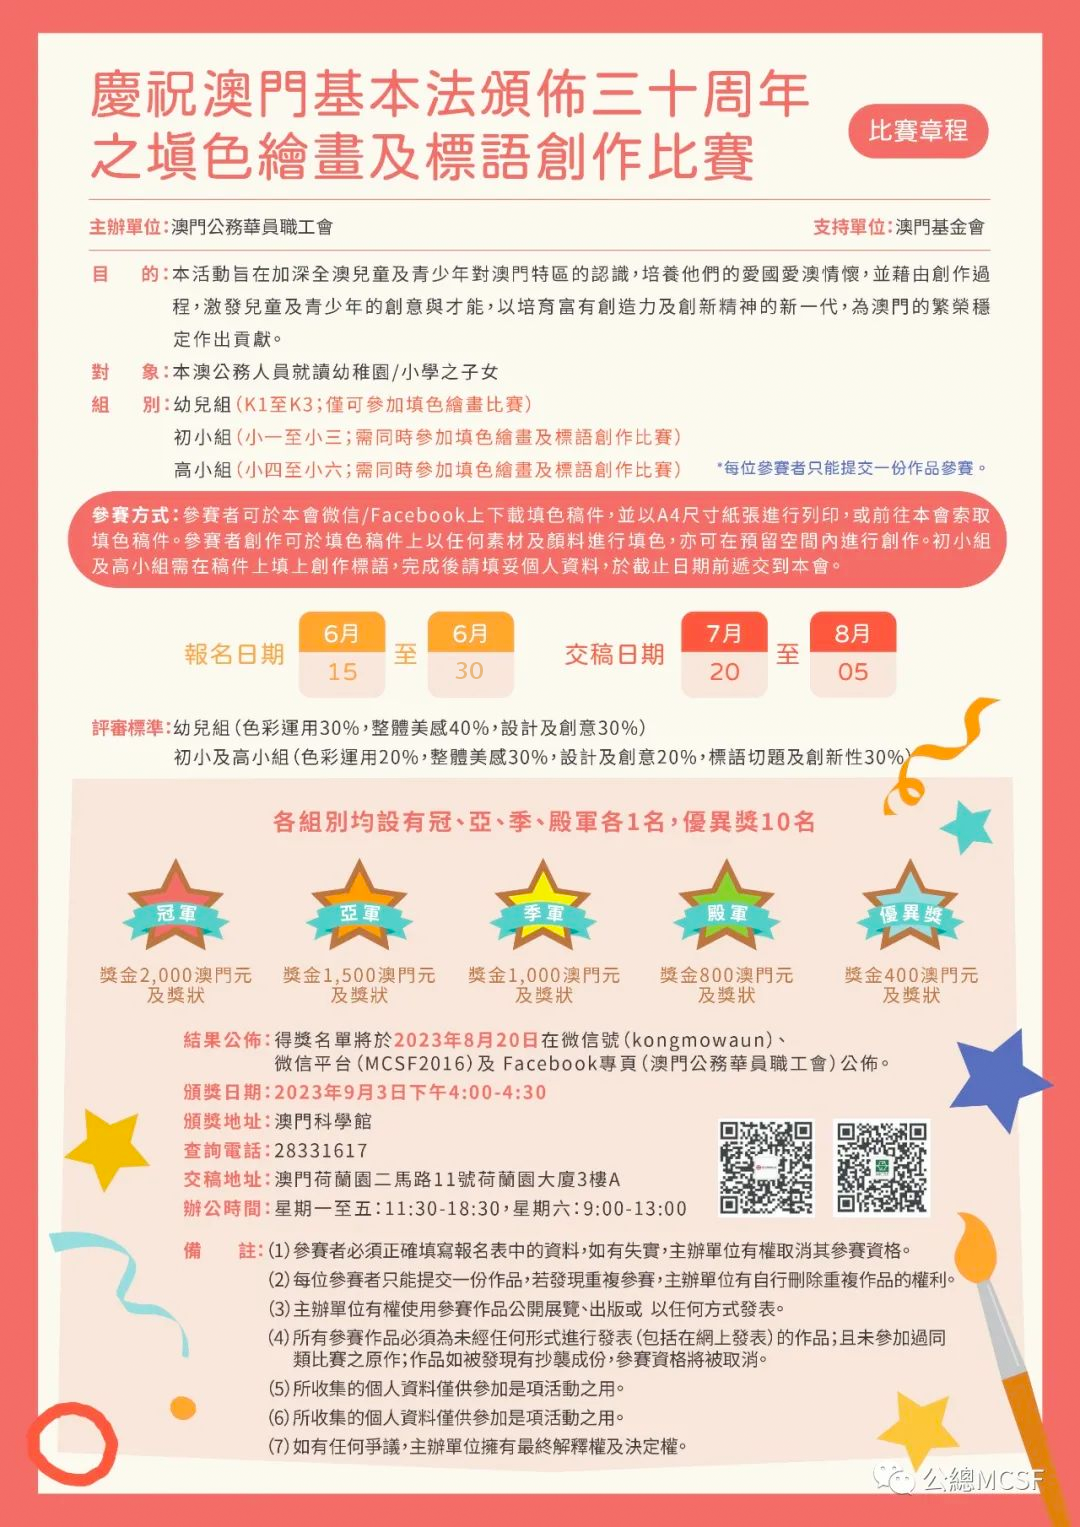 慶祝澳門基本法頒佈三十周年
之填色繪畫及標語創作比賽
比賽章程
主辦單位:澳門公務華員職工會
支持單位:澳門基金會
目 的:本活動旨在加深全澳兒童及青少年對澳門特區的認識,培養他們的愛國愛澳情懷,並藉由創作過
程,激發兒童及青少年的創意與才能,以培育富有創造力及創新精神的新一代,為澳門的繁榮穩
定作出貢獻。
對 象:本澳公務人員就讀幼稚園/小學之子女
組 別:幼兒組(K1至K3;僅可參加填色繪畫比賽)
初小組(小一至小三;需同時參加填色繪畫及標語創作比賽)
高小組(小四至小六;需同時參加填色繪畫及標語創作比賽)
*每位參賽者只能提交一份作品參賽。
參賽方式:參賽者可於本會微信/Facebook上下載填色稿件,並以A4尺寸紙張進行列印,或前往本會索取
填色稿件。參賽者創作可於填色稿件上以任何素材及顏料進行填色,亦可在預留空間內進行創作。初小組
及高小組需在稿件上填上創作標語,完成後請填妥個人資料,於截止日期前遞交到本會。
報名日期 6月 15 至 6月 30
交稿日期 7月 20 至 8月 05
評審標準:幼兒組(色彩運用30%,整體美感40%,設計及創意30%)
初小及高小組(色彩運用20%,整體美感30%,設計及創意20%,標語切題及創新性30%)
各組別均設有冠、亞、季、殿軍各1名,優異獎10名
冠軍 亞軍 季軍 殿軍 優異獎
獎金2,000澳門元 獎金1,500澳門元 獎金1,000澳門元 獎金800澳門元 獎金400澳門元
及獎狀 及獎狀 及獎狀 及獎狀 及獎狀
結果公佈:得獎名單將於2023年8月20日在微信號(kongmowaun)、
微信平台(MCSF2016)及 Facebook專頁(澳門公務華員職工會)公佈。
頒獎日期:2023年9月3日下午4:00-4:30
頒獎地址:澳門科學館
查詢電話:28331617
交稿地址:澳門荷蘭園二馬路11號荷蘭園大廈3樓A
辦公時間:星期一至五:11:30-18:30,星期六:9:00-13:00
備 註:(1)參賽者必須正確填寫報名表中的資料,如有失實,主辦單位有權取消其參賽資格。
(2)每位參賽者只能提交一份作品,若發現重複參賽,主辦單位有自行刪除重複作品的權利。
(3)主辦單位有權使用參賽作品公開展覽、出版或 以任何方式發表。
(4)所有參賽作品必須為未經任何形式進行發表(包括在網上發表)的作品;且未參加過同
類比賽之原作;作品如被發現有抄襲成份,參賽資格將被取消。
(5)所收集的個人資料僅供參加是項活動之用。
(6)所收集的個人資料僅供參加是項活動之用。
(7)如有任何爭議,主辦單位擁有最終解釋權及決定權。
公總MCSF